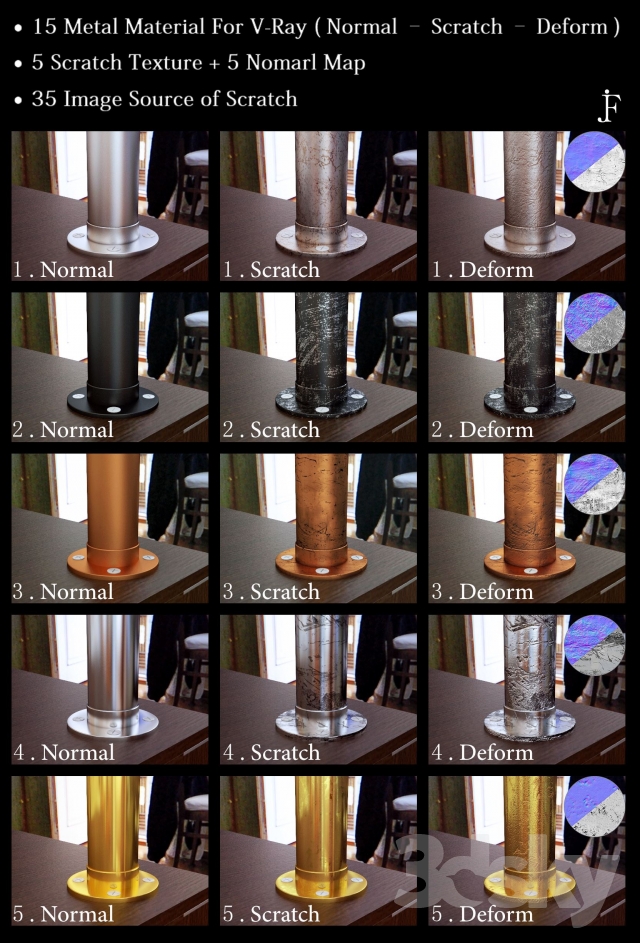 • 15 Metal Material For V-Ray ( Normal - Scratch - Deform )
• 5 Scratch Texture + 5 Nomarl Map
• 35 Image Source of Scratch
jF
1 . Normal 1 . Scratch 1 . Deform
2 . Normal 2 . Scratch 2 . Deform
3 . Normal 3 . Scratch 3 . Deform
4 . Normal 4 . Scratch 4 . Deform
5 . Normal 5 . Scratch 5 . Deform
3dsky